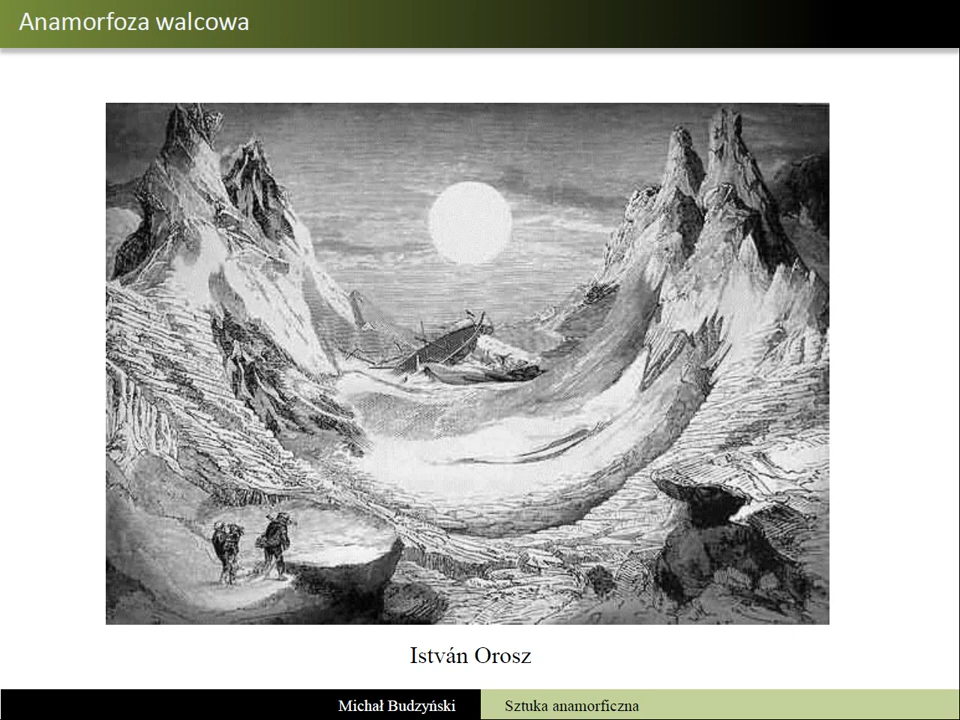 Anamorfoza walcowa
István Orosz
Michał Budzyński
Sztuka anamorficzna